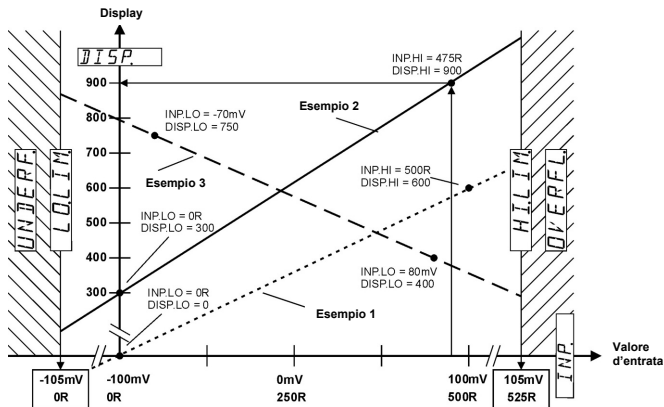 Display
DISP.
900
800
700
600
500
400
300
INP.HI = 475R
DISP.HI = 900
Esempio 2
INP.LO = -70mV
DISP.LO = 750
Esempio 3
INP.HI = 500R
DISP.HI = 600
INP.LO = 0R
DISP.LO = 300
INP.LO = 80mV
DISP.LO = 400
INP.LO = 0R
DISP.LO = 0
Esempio 1
UNDERF.
LO.LIM.
HI.LIM.
OVERFL.
INP.
Valore
d'entrata
-105mV
0R
-100mV
0R
0mV
250R
100mV
500R
105mV
525R